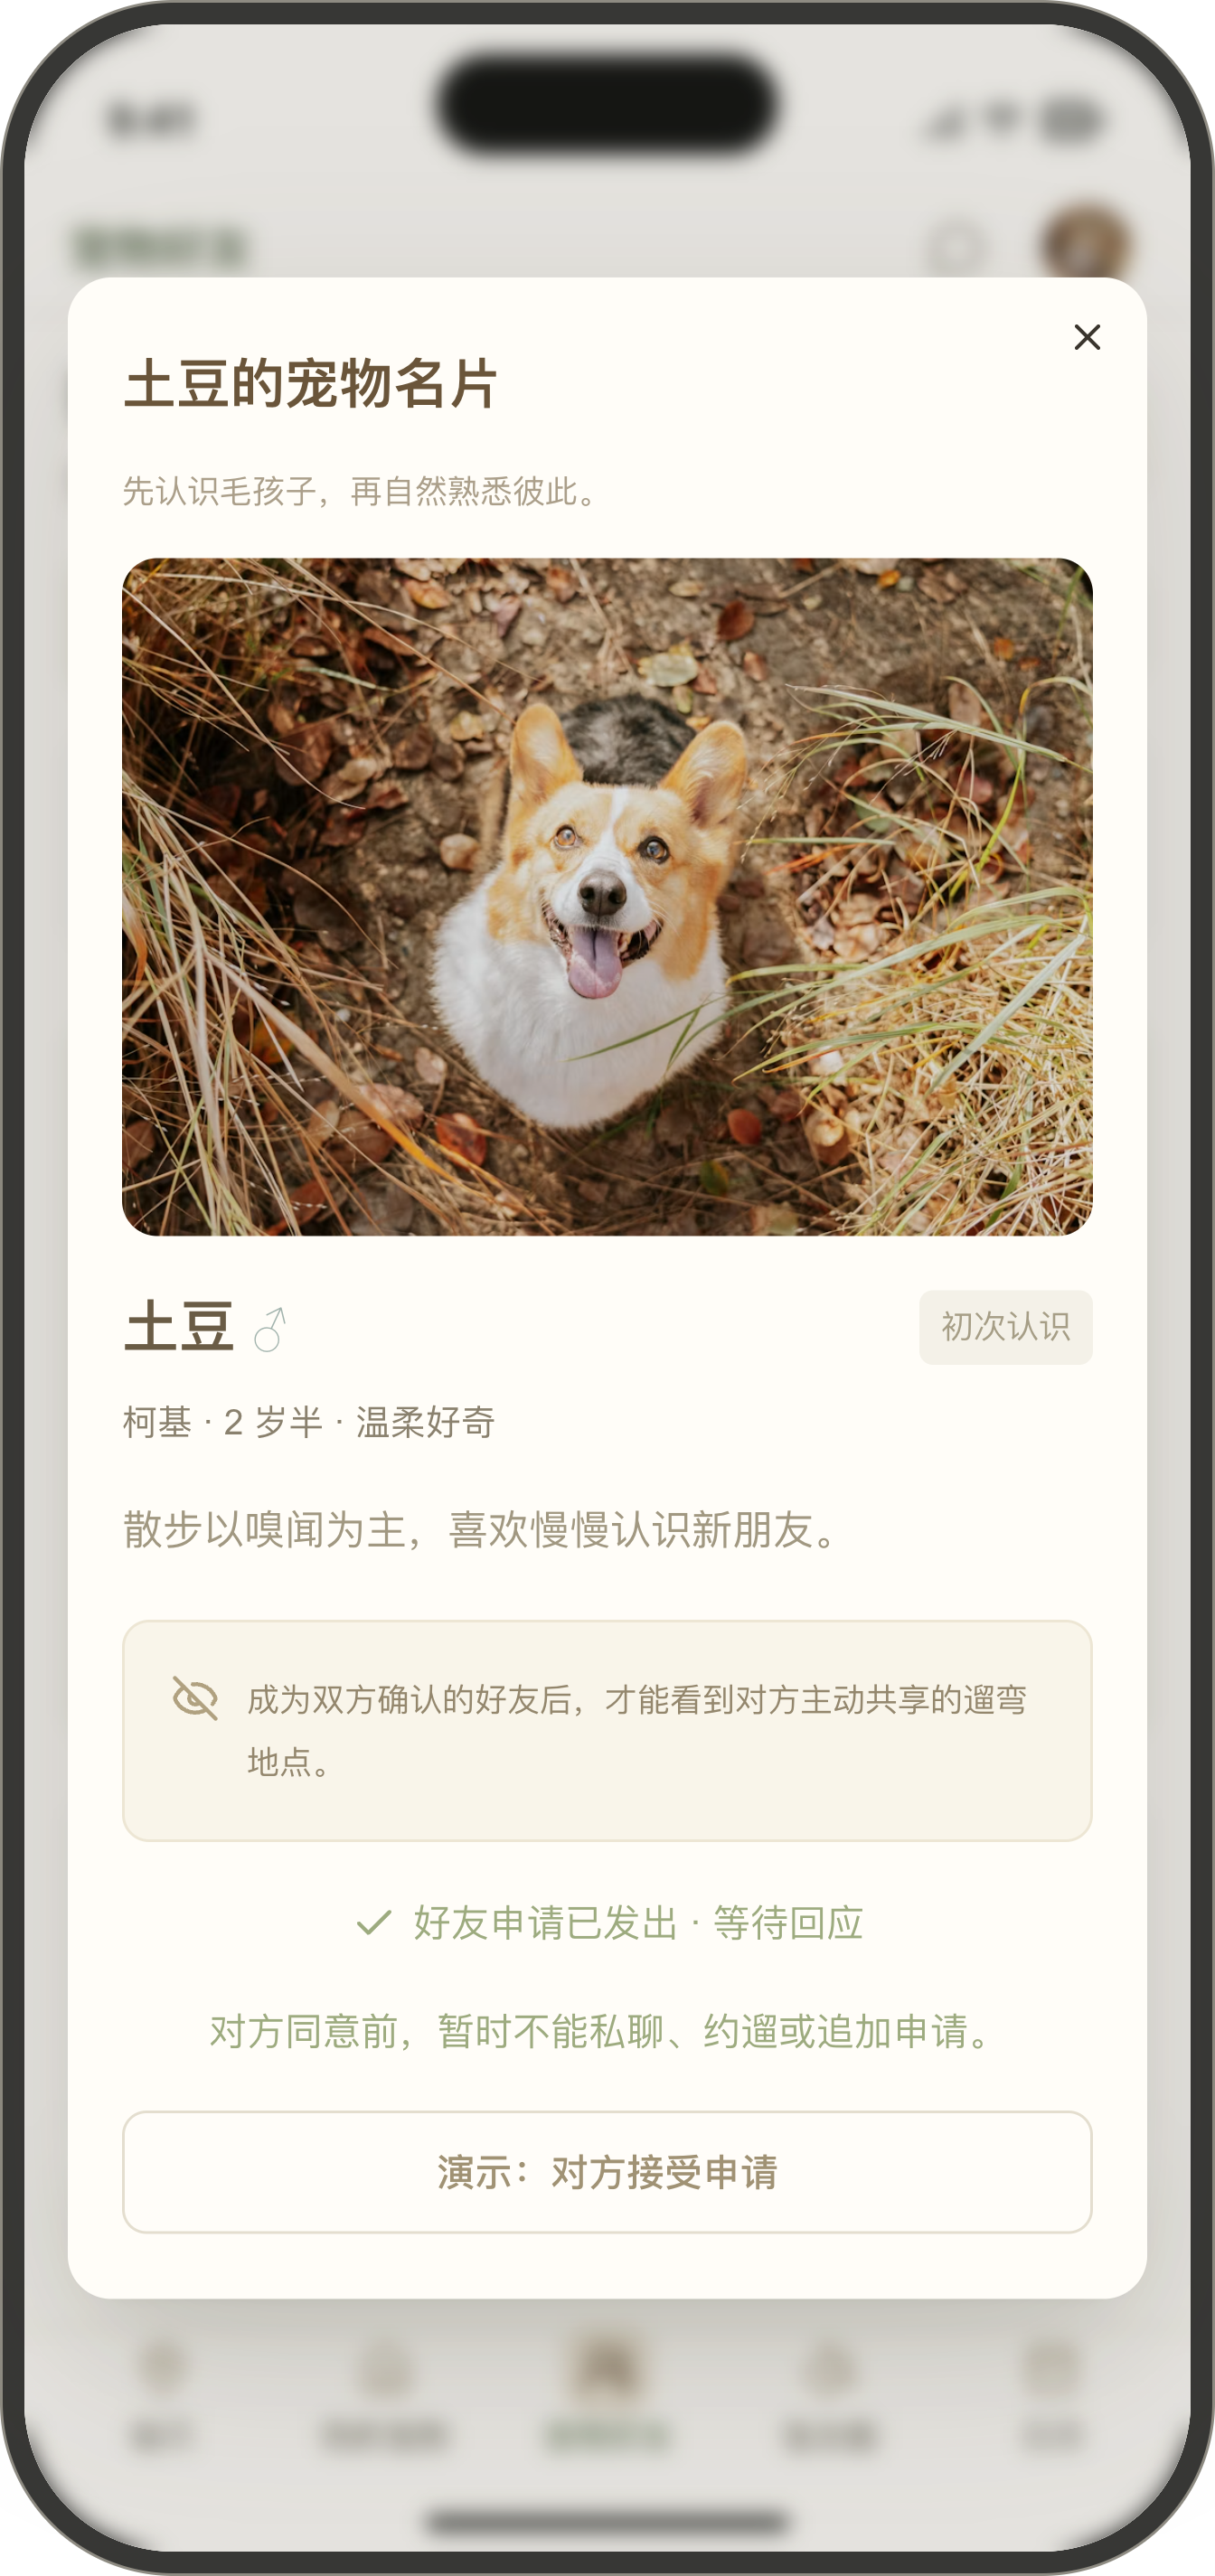 土豆的宠物名片
先认识毛孩子，再自然熟悉彼此。
土豆 ♂
初次认识
柯基 · 2 岁半 · 温柔好奇
散步以嗅闻为主，喜欢慢慢认识新朋友。
成为双方确认的好友后，才能看到对方主动共享的遛弯
地点。
好友申请已发出 · 等待回应
对方同意前，暂时不能私聊、约遛或追加申请。
演示：对方接受申请